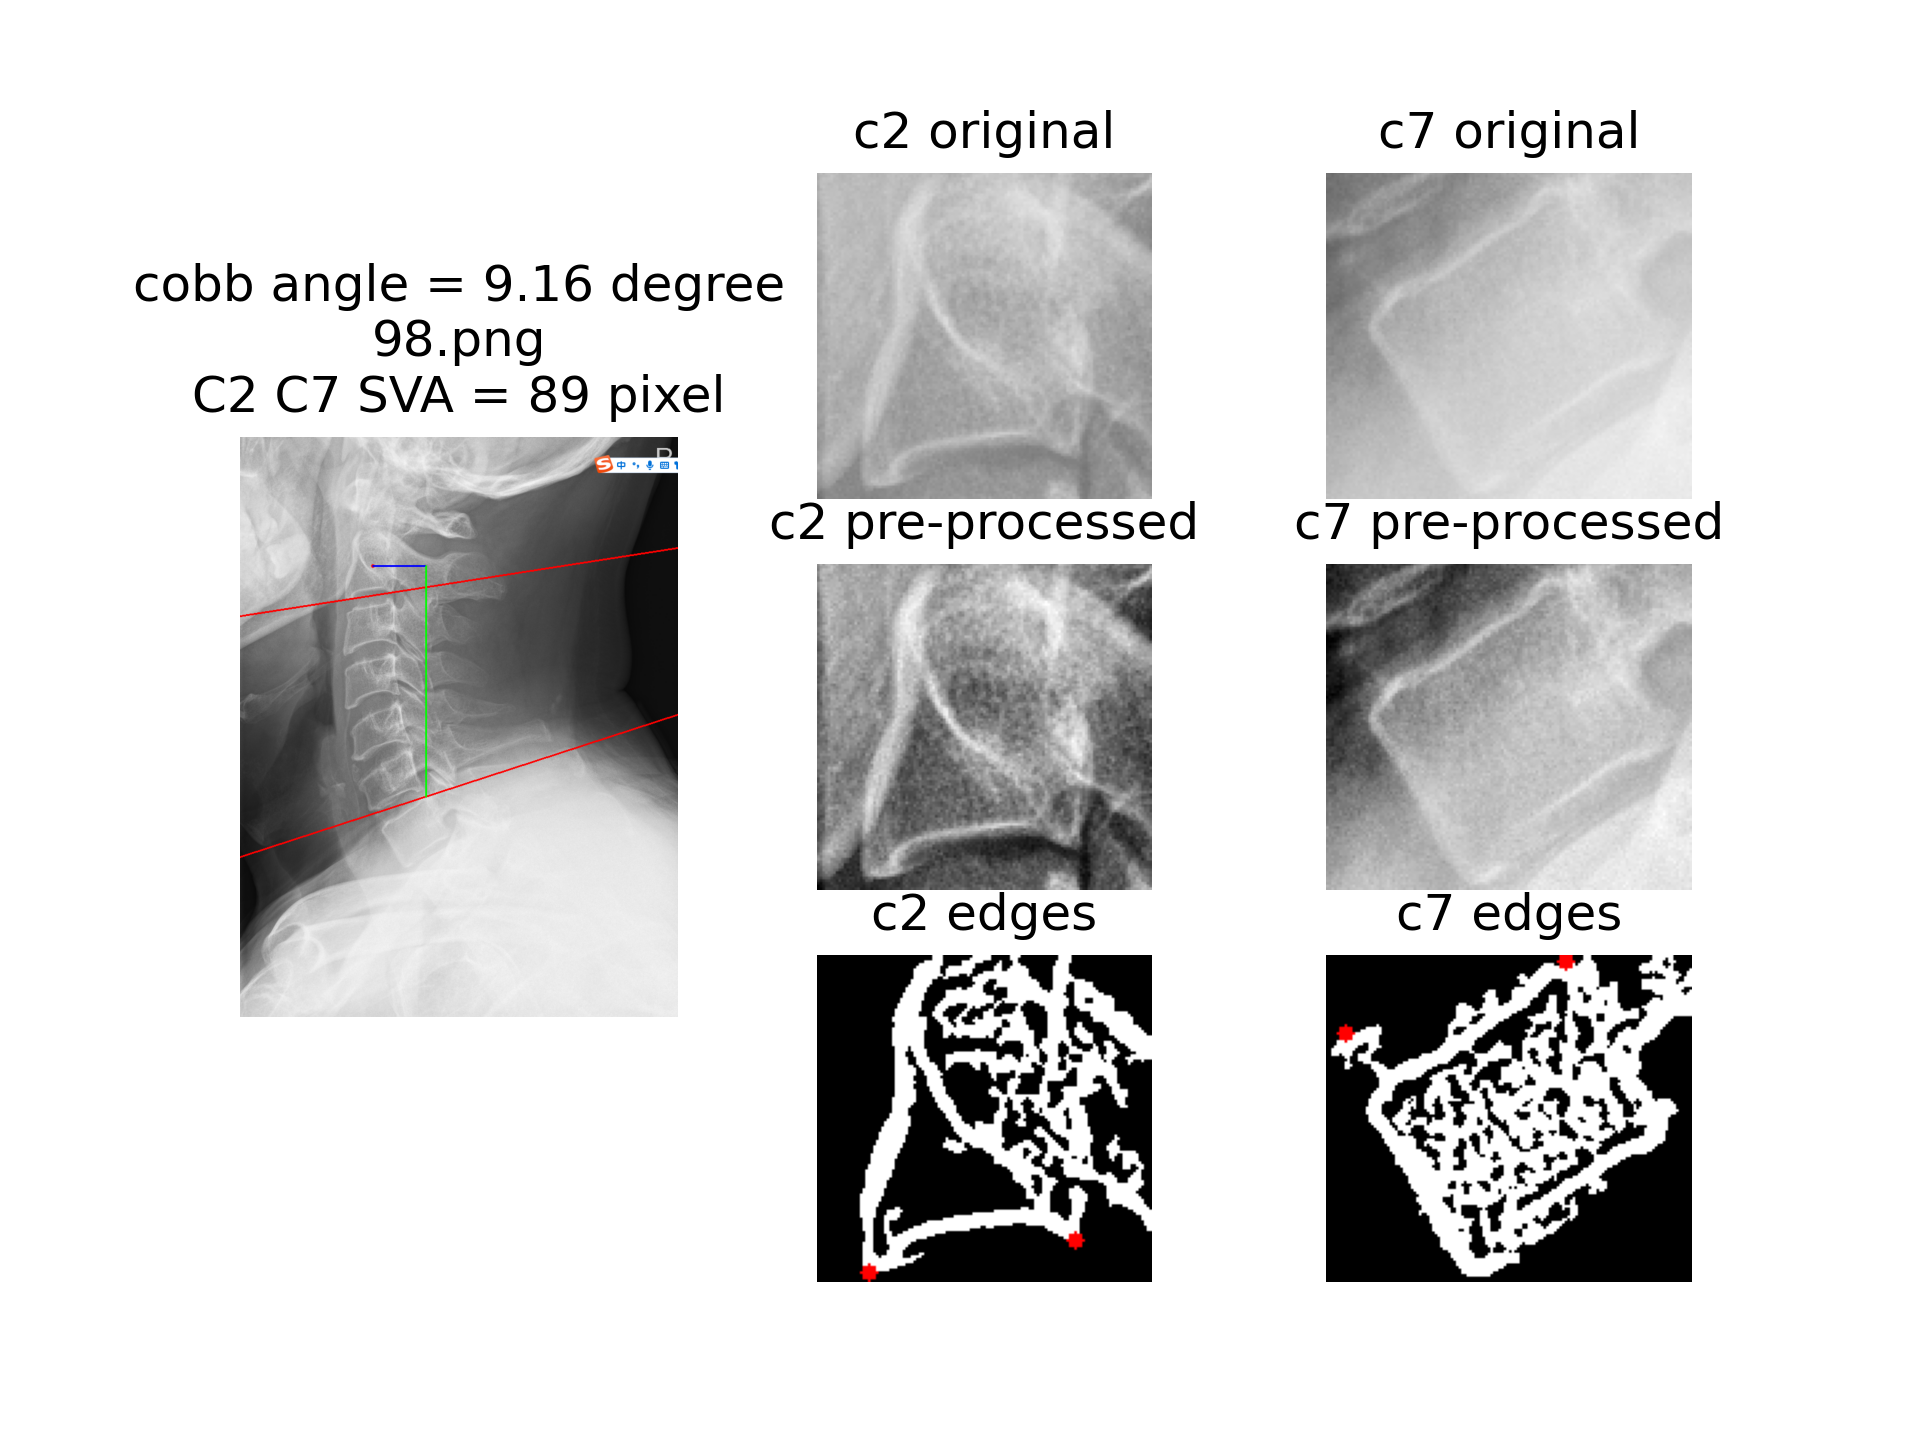 cobb angle = 9.16 degree
98.png
C2 C7 SVA = 89 pixel
中
c2 original
c7 original
c2 pre-processed
c7 pre-processed
c2 edges
c7 edges